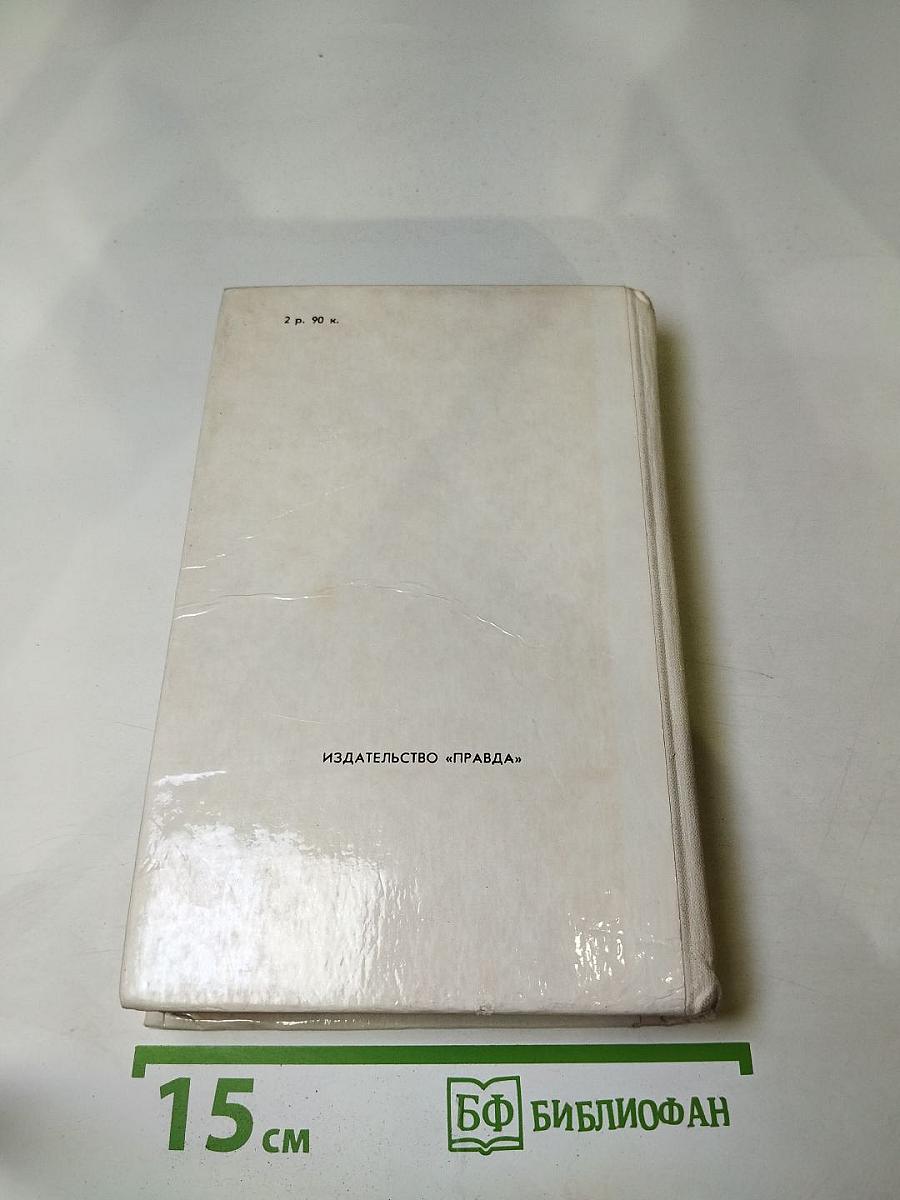 2 р. 90 к.
ИЗДАТЕЛЬСТВО «ПРАВДА»
15 см
БФ БИБЛИОФАН